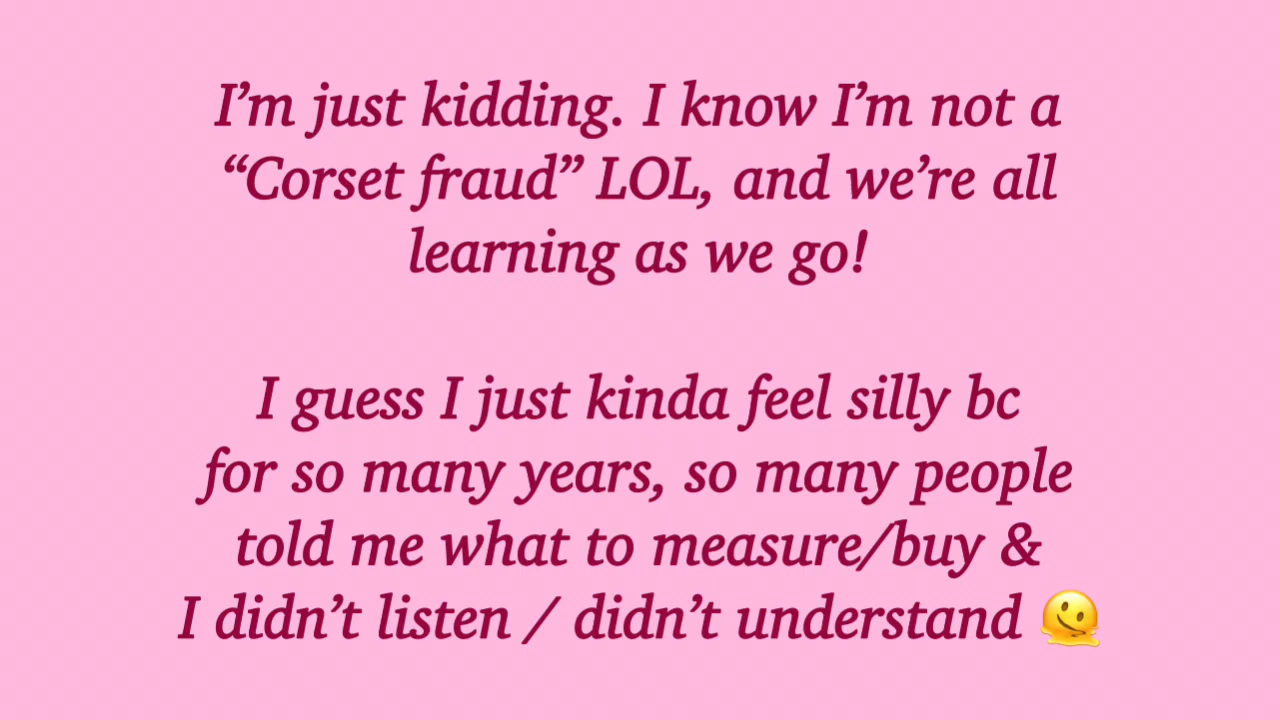 I’m just kidding. I know I’m not a
“Corset fraud” LOL, and we’re all
learning as we go!
I guess I just kinda feel silly bc
for so many years, so many people
told me what to measure/buy &
I didn’t listen / didn’t understand 🫠